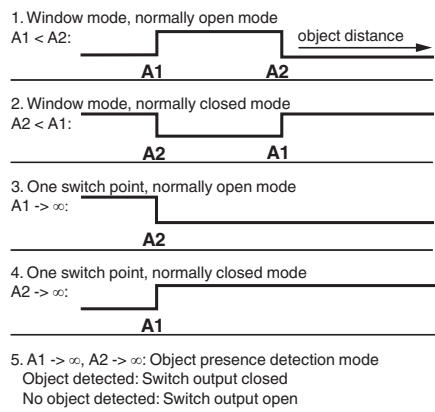 1. Window mode, normally open mode
A1 < A2:
object distance
A1 A2
2. Window mode, normally closed mode
A2 < A1:
A2 A1
3. One switch point, normally open mode
A1 -> ∞:
A2
4. One switch point, normally closed mode
A2 -> ∞:
A1
5. A1 -> ∞, A2 -> ∞: Object presence detection mode
Object detected: Switch output closed
No object detected: Switch output open